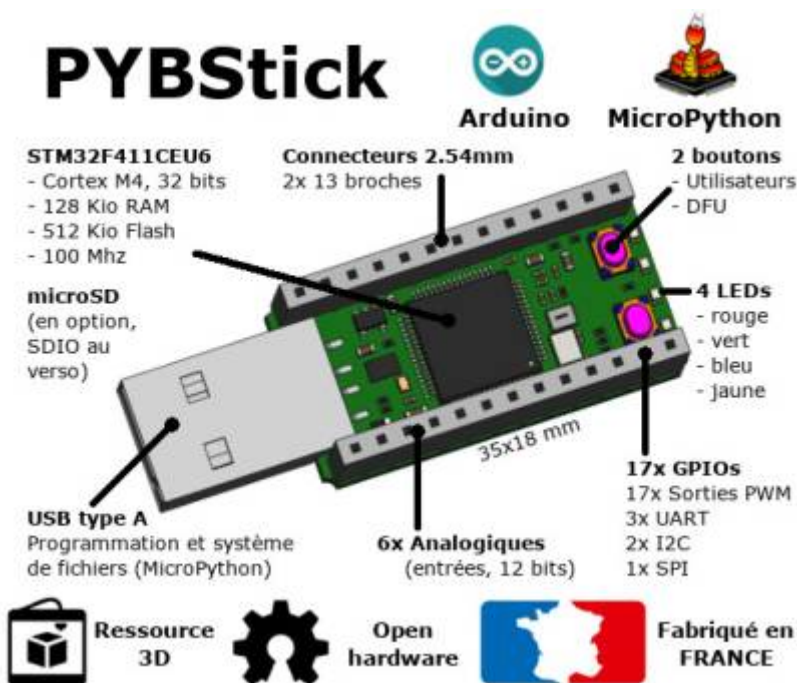 PYBStick
Arduino
MicroPython
STM32F411CEU6
- Cortex M4, 32 bits
- 128 Kio RAM
- 512 Kio Flash
- 100 Mhz
Connecteurs 2.54mm
2x 13 broches
2 boutons
- Utilisateurs
- DFU
microSD
(en option,
SDIO au
verso)
4 LEDs
- rouge
- vert
- bleu
- jaune
35x18 mm
USB type A
Programmation et système
de fichiers (MicroPython)
6x Analogiques
(entrées, 12 bits)
17x GPIOs
17x Sorties PWM
3x UART
2x I2C
1x SPI
Ressource
3D
Open
hardware
Fabriqué en
FRANCE